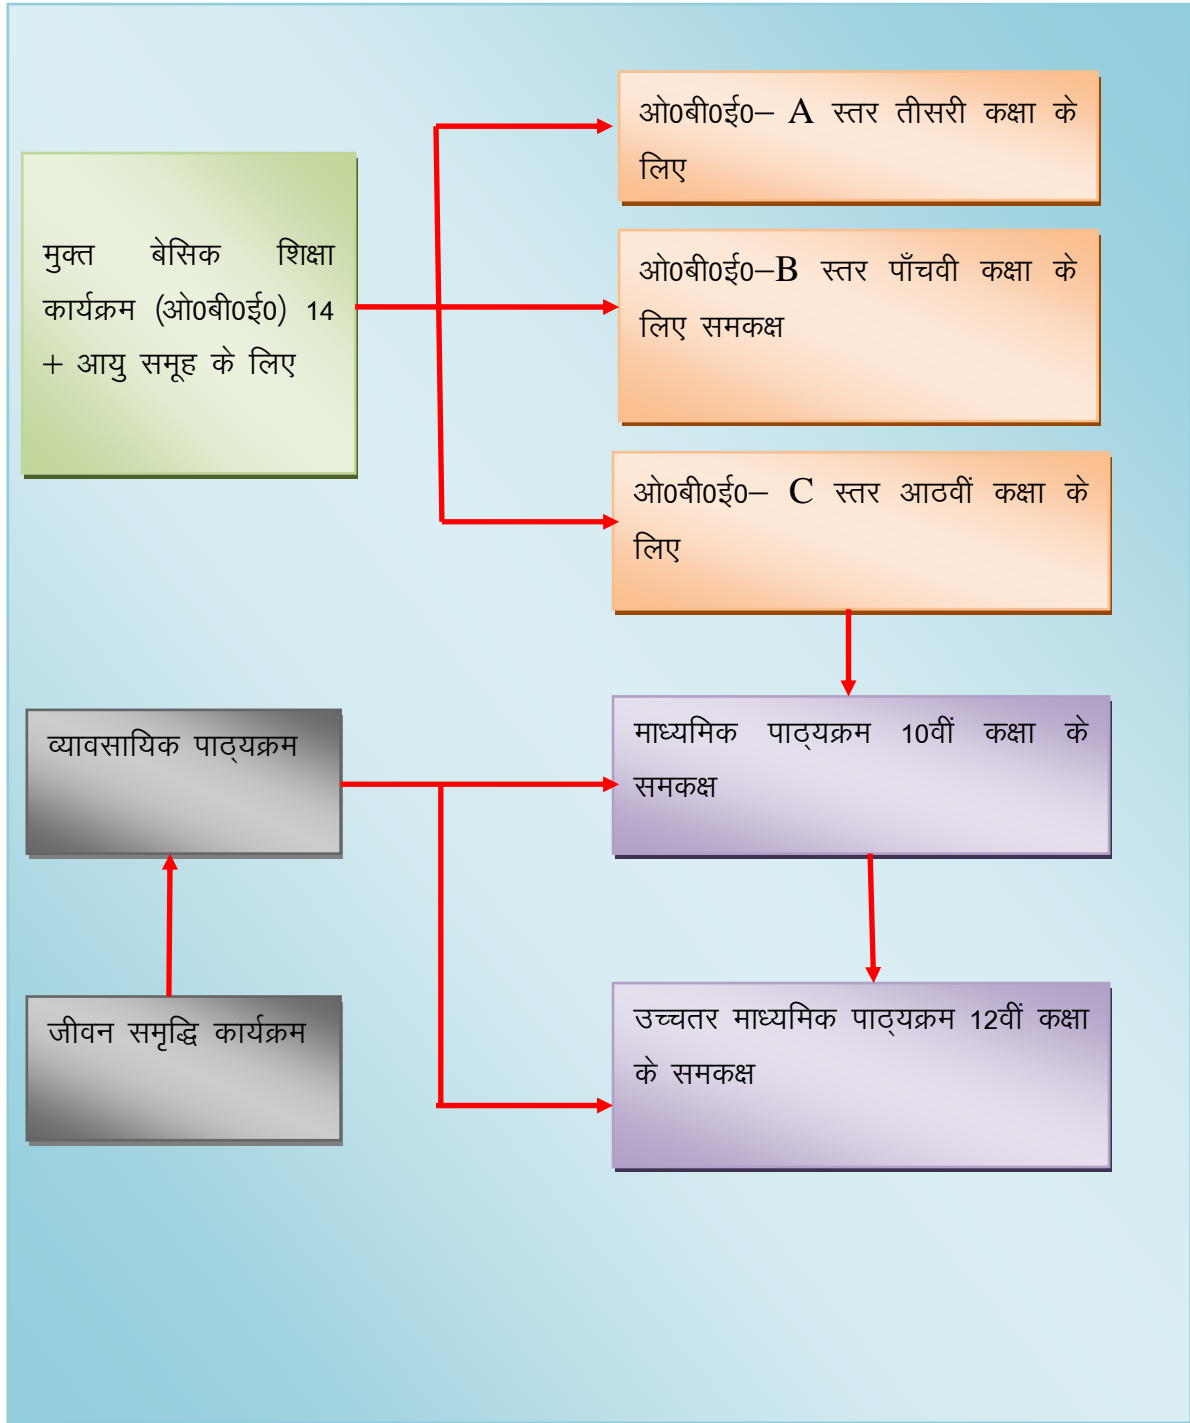 ओ0बी0ई0– A स्तर तीसरी कक्षा के
लिए
मुक्त बेसिक शिक्षा
कार्यक्रम (ओ0बी0ई0) 14
+ आयु समूह के लिए
ओ0बी0ई0–B स्तर पाँचवी कक्षा के
लिए समकक्ष
ओ0बी0ई0– C स्तर आठवीं कक्षा के
लिए
व्यावसायिक पाठ्यक्रम
माध्यमिक पाठ्यक्रम 10वीं कक्षा के
समकक्ष
जीवन समृद्धि कार्यक्रम
उच्चतर माध्यमिक पाठ्यक्रम 12वीं कक्षा
के समकक्ष